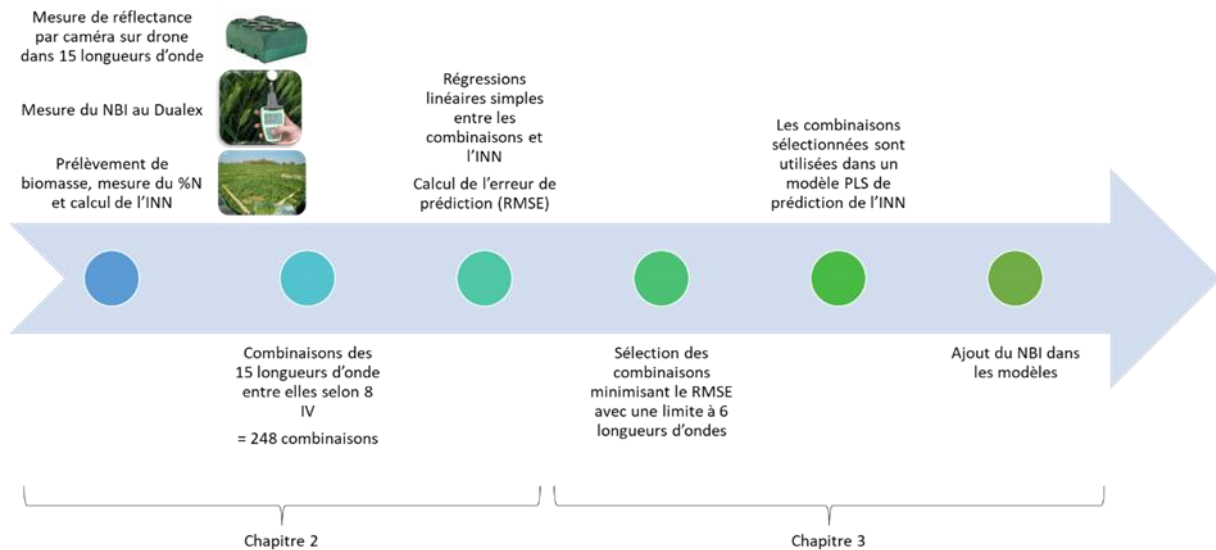 Mesure de réflectance
par caméra sur drone
dans 15 longueurs d'onde
Mesure du NBI au Dualex
Prélèvement de
biomasse, mesure du %N
et calcul de l'INN
Combinaisons des
15 longueurs d'onde
entre elles selon 8
IV
= 248 combinaisons
Régressions
linéaires simples
entre les
combinaisons et
l'INN
Calcul de l'erreur de
prédiction (RMSE)
Sélection des
combinaisons
minimisant le RMSE
avec une limite à 6
longueurs d'ondes
Les combinaisons
sélectionnées sont
utilisées dans un
modèle PLS de
prédiction de l'INN
Ajout du NBI dans
les modèles
Chapitre 2
Chapitre 3